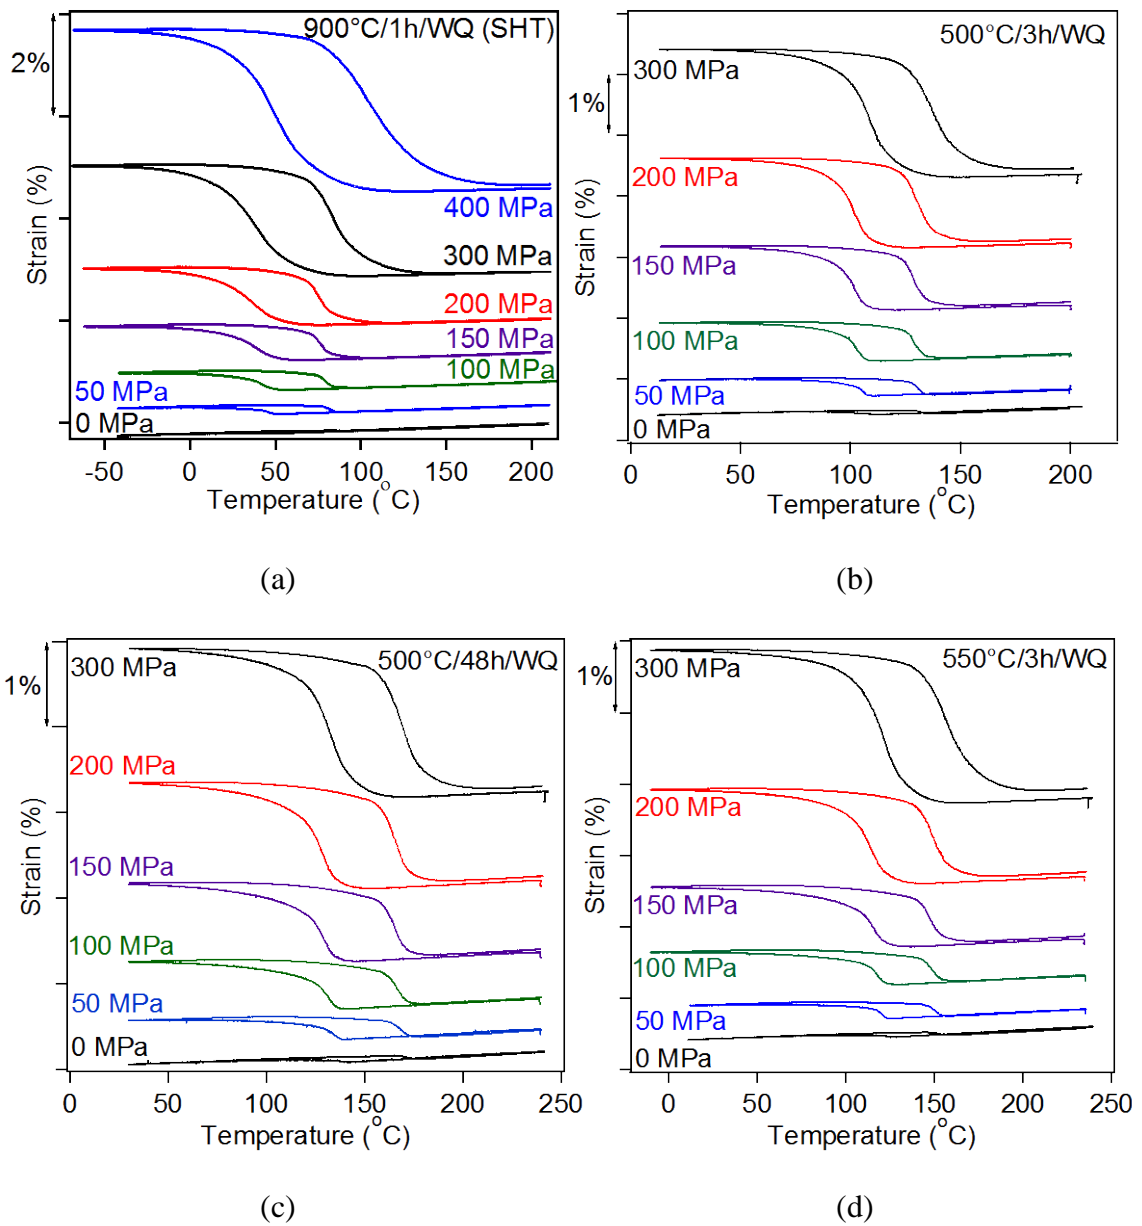 900°C/1h/WQ (SHT)
2%
400 MPa
300 MPa
200 MPa
150 MPa
100 MPa
50 MPa
0 MPa
Strain (%)
-50 0 50 100 150 200
Temperature (°C)
(a)
500°C/3h/WQ
300 MPa
1%
200 MPa
150 MPa
100 MPa
50 MPa
0 MPa
Strain (%)
0 50 100 150 200
Temperature (°C)
(b)
500°C/48h/WQ
300 MPa
1%
200 MPa
150 MPa
100 MPa
50 MPa
0 MPa
Strain (%)
0 50 100 150 200 250
Temperature (°C)
(c)
550°C/3h/WQ
300 MPa
1%
200 MPa
150 MPa
100 MPa
50 MPa
0 MPa
Strain (%)
0 50 100 150 200 250
Temperature (°C)
(d)